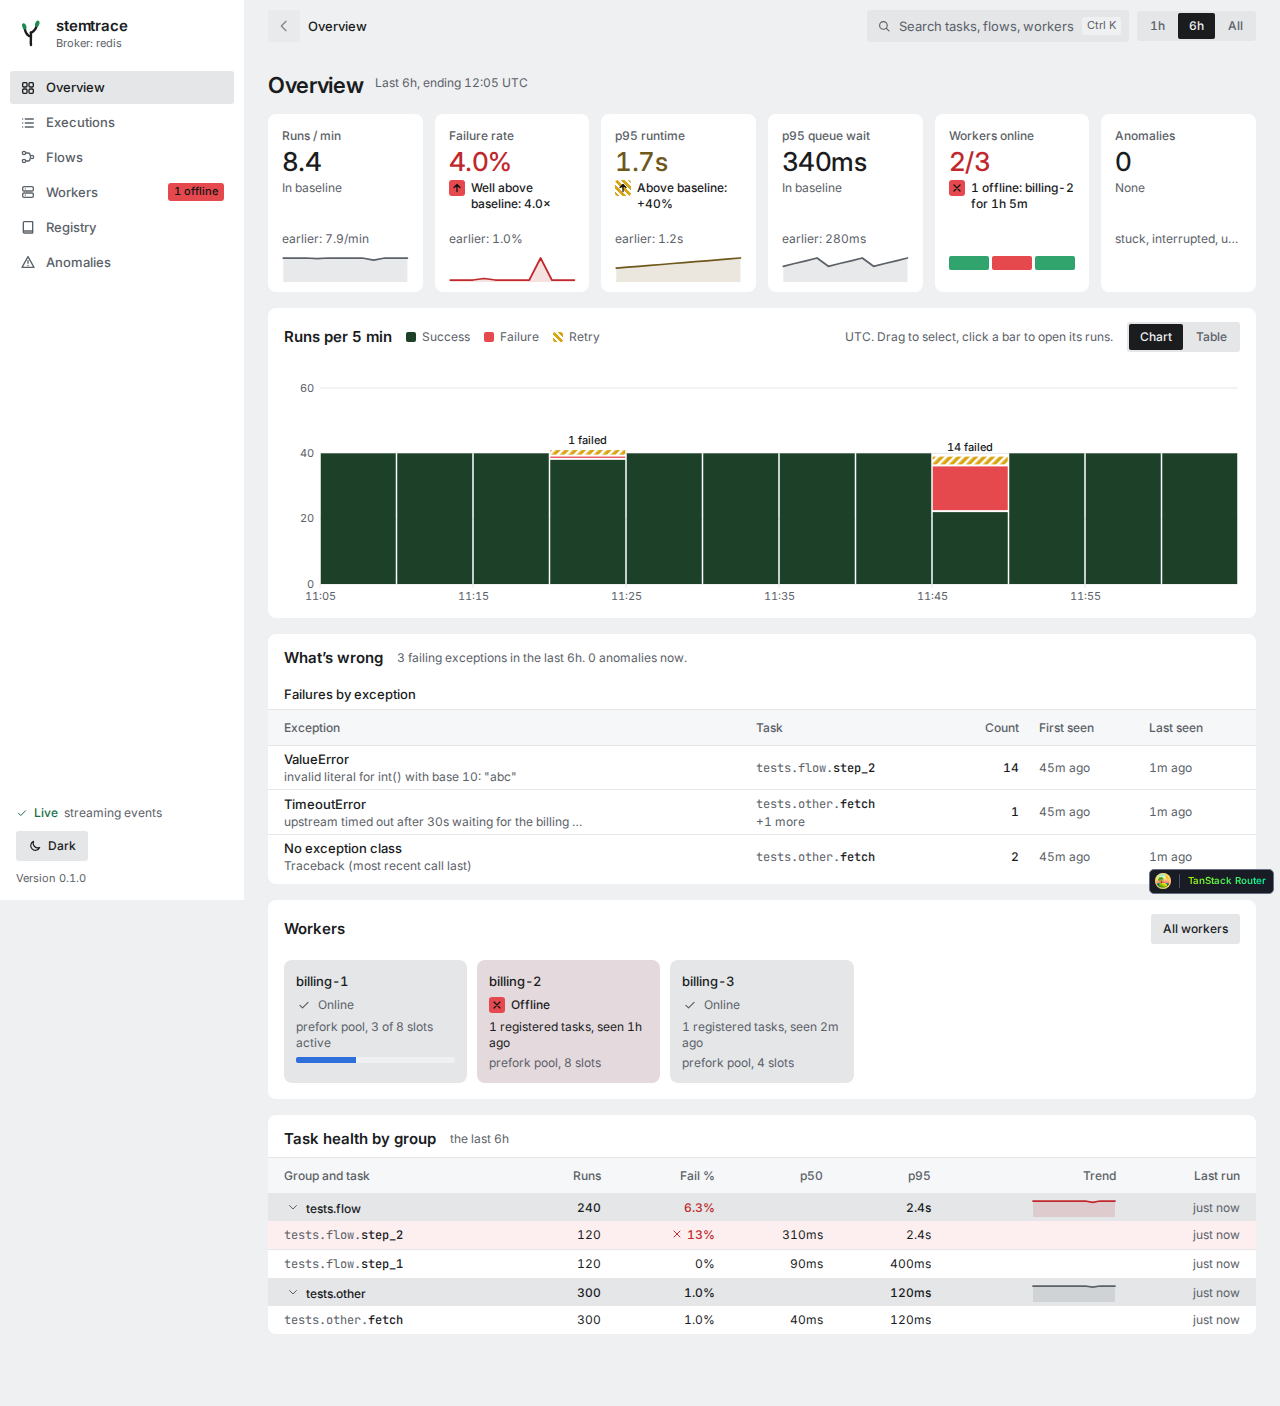 stemtrace
Broker: redis
Overview
Executions
Flows
Workers
1 offline
Registry
Anomalies
Live streaming events
Dark
Version 0.1.0
Overview
Search tasks, flows, workers
Ctrl K
1h
6h
All
Overview
Last 6h, ending 12:05 UTC
Runs / min
8.4
In baseline
earlier: 7.9/min
Failure rate
4.0%
Well above
baseline: 4.0×
earlier: 1.0%
p95 runtime
1.7s
Above baseline:
+40%
earlier: 1.2s
p95 queue wait
340ms
In baseline
earlier: 280ms
Workers online
2/3
1 offline: billing-2
for 1h 5m
Anomalies
0
None
stuck, interrupted, u...
Runs per 5 min
Success
Failure
Retry
UTC. Drag to select, click a bar to open its runs.
Chart
Table
60
40
20
0
1 failed
14 failed
11:05
11:15
11:25
11:35
11:45
11:55
What's wrong
3 failing exceptions in the last 6h. 0 anomalies now.
Failures by exception
Exception Task Count First seen Last seen
ValueError
invalid literal for int() with base 10: "abc"
tests.flow.step_2 14 45m ago 1m ago
TimeoutError
upstream timed out after 30s waiting for the billing ...
tests.other.fetch
+1 more
1 45m ago 1m ago
No exception class
Traceback (most recent call last)
tests.other.fetch 2 45m ago 1m ago
TanStack Router
Workers
All workers
billing-1
Online
prefork pool, 3 of 8 slots
active
billing-2
Offline
1 registered tasks, seen 1h
ago
prefork pool, 8 slots
billing-3
Online
1 registered tasks, seen 2m
ago
prefork pool, 4 slots
Task health by group
the last 6h
Group and task Runs Fail % p50 p95 Trend Last run
tests.flow 240 6.3% 2.4s just now
tests.flow.step_2 120 13% 310ms 2.4s just now
tests.flow.step_1 120 0% 90ms 400ms just now
tests.other 300 1.0% 120ms just now
tests.other.fetch 300 1.0% 40ms 120ms just now